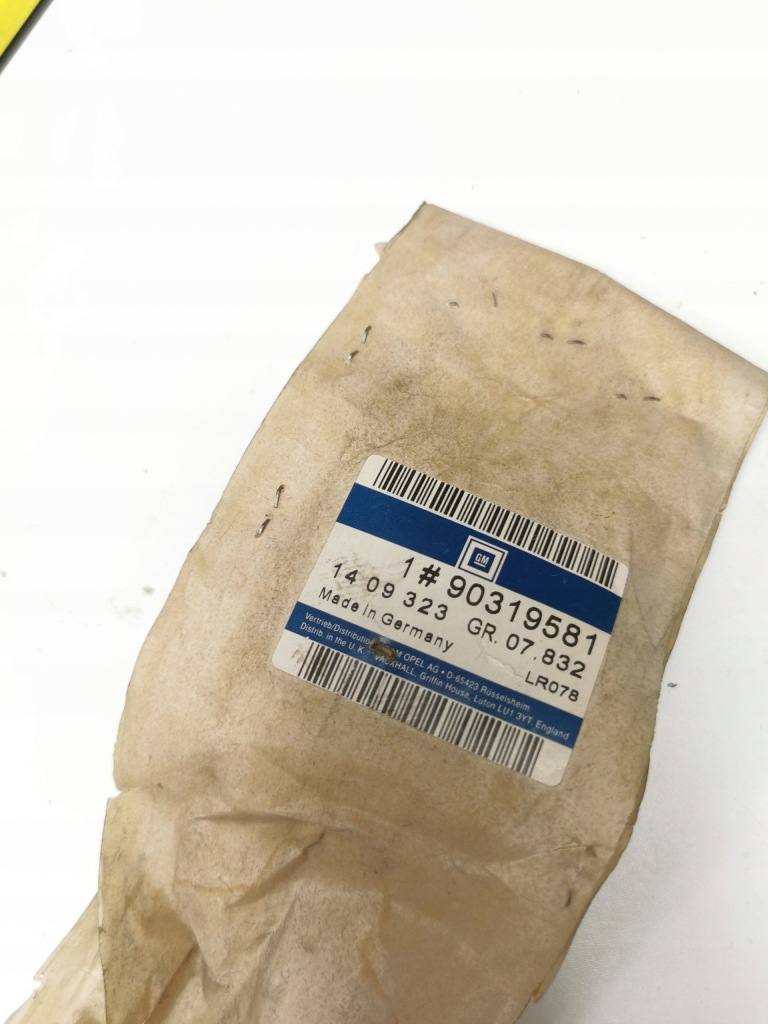 GM
1# 90319581
14 09 323 GR. 07.832
Made in Germany LR078
Vertrieb/Distribution M OPEL AG • D-65423 Rüsselsheim
Distrib. in the U. K. VAUXHALL, Griffin House, Luton LU1 3YT, England